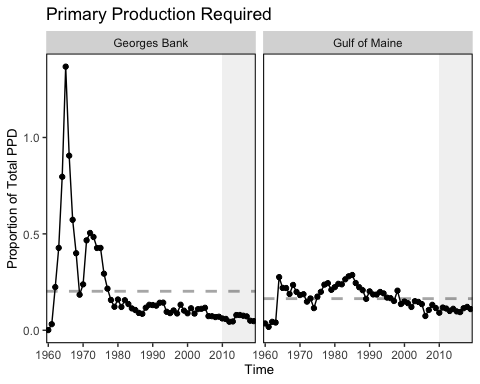 Primary Production Required
Georges Bank Gulf of Maine
Proportion of Total PPD
1.0
0.5
0.0
1960 1970 1980 1990 2000 2010 1960 1970 1980 1990 2000 2010
Time